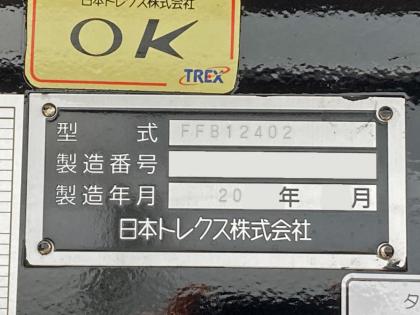 日本トレクス株式会社
OK
TREX
型 式 FFB12402
製造番号
製造年月 20 年 月
日本トレクス株式会社
タ